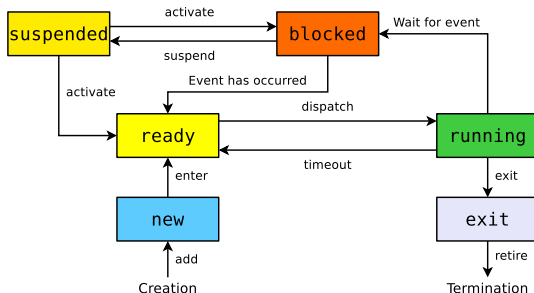 activate
suspended
blocked
Wait for event
suspend
Event has occurred
activate
dispatch
ready
running
timeout
enter
exit
new
exit
add
retire
Creation
Termination